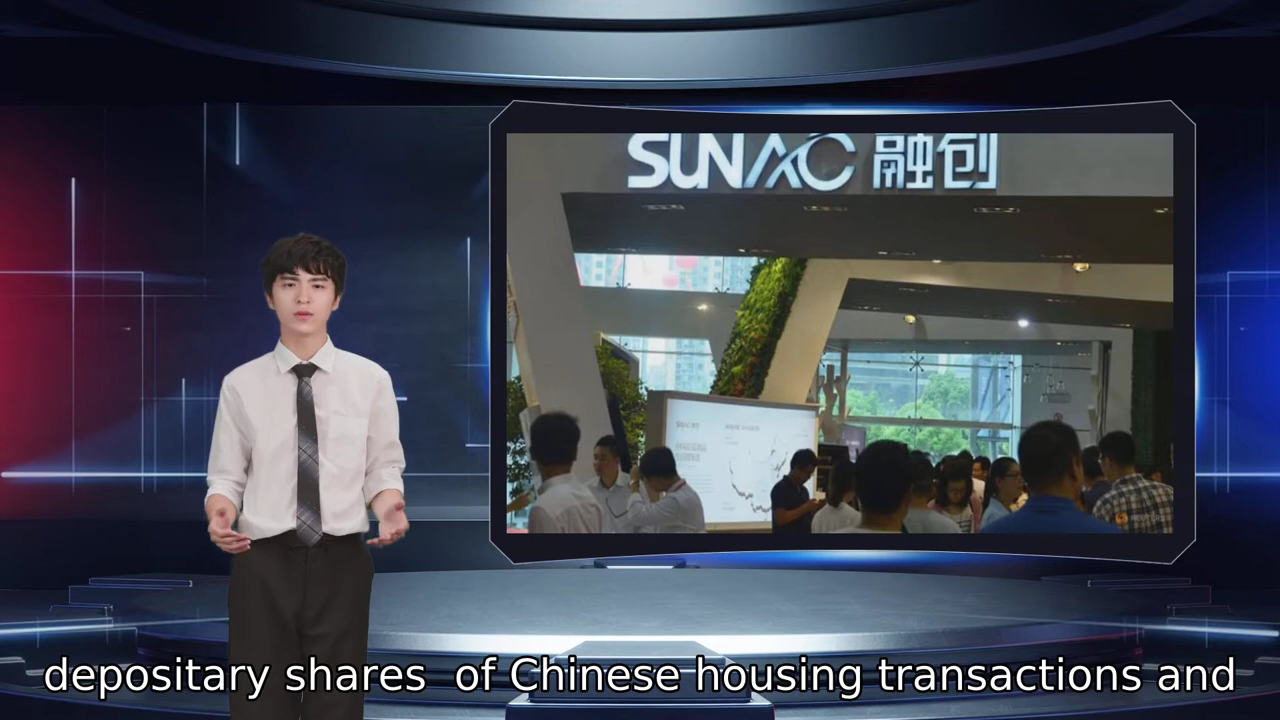 SUNAC 融创
depositary shares  of Chinese housing transactions and